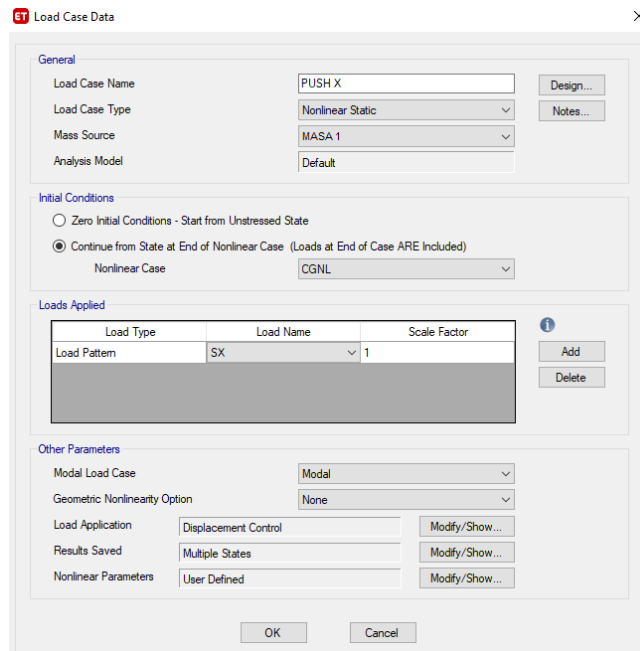 ET Load Case Data
General
Load Case Name PUSH X Design...
Load Case Type Nonlinear Static Notes...
Mass Source MASA 1
Analysis Model Default
Initial Conditions
Zero Initial Conditions - Start from Unstressed State
Continue from State at End of Nonlinear Case (Loads at End of Case ARE Included)
Nonlinear Case CGNL
Loads Applied
Load Type Load Name Scale Factor
Load Pattern SX 1 Add
Delete
Other Parameters
Modal Load Case Modal
Geometric Nonlinearity Option None
Load Application Displacement Control Modify/Show...
Results Saved Multiple States Modify/Show...
Nonlinear Parameters User Defined Modify/Show...
OK Cancel